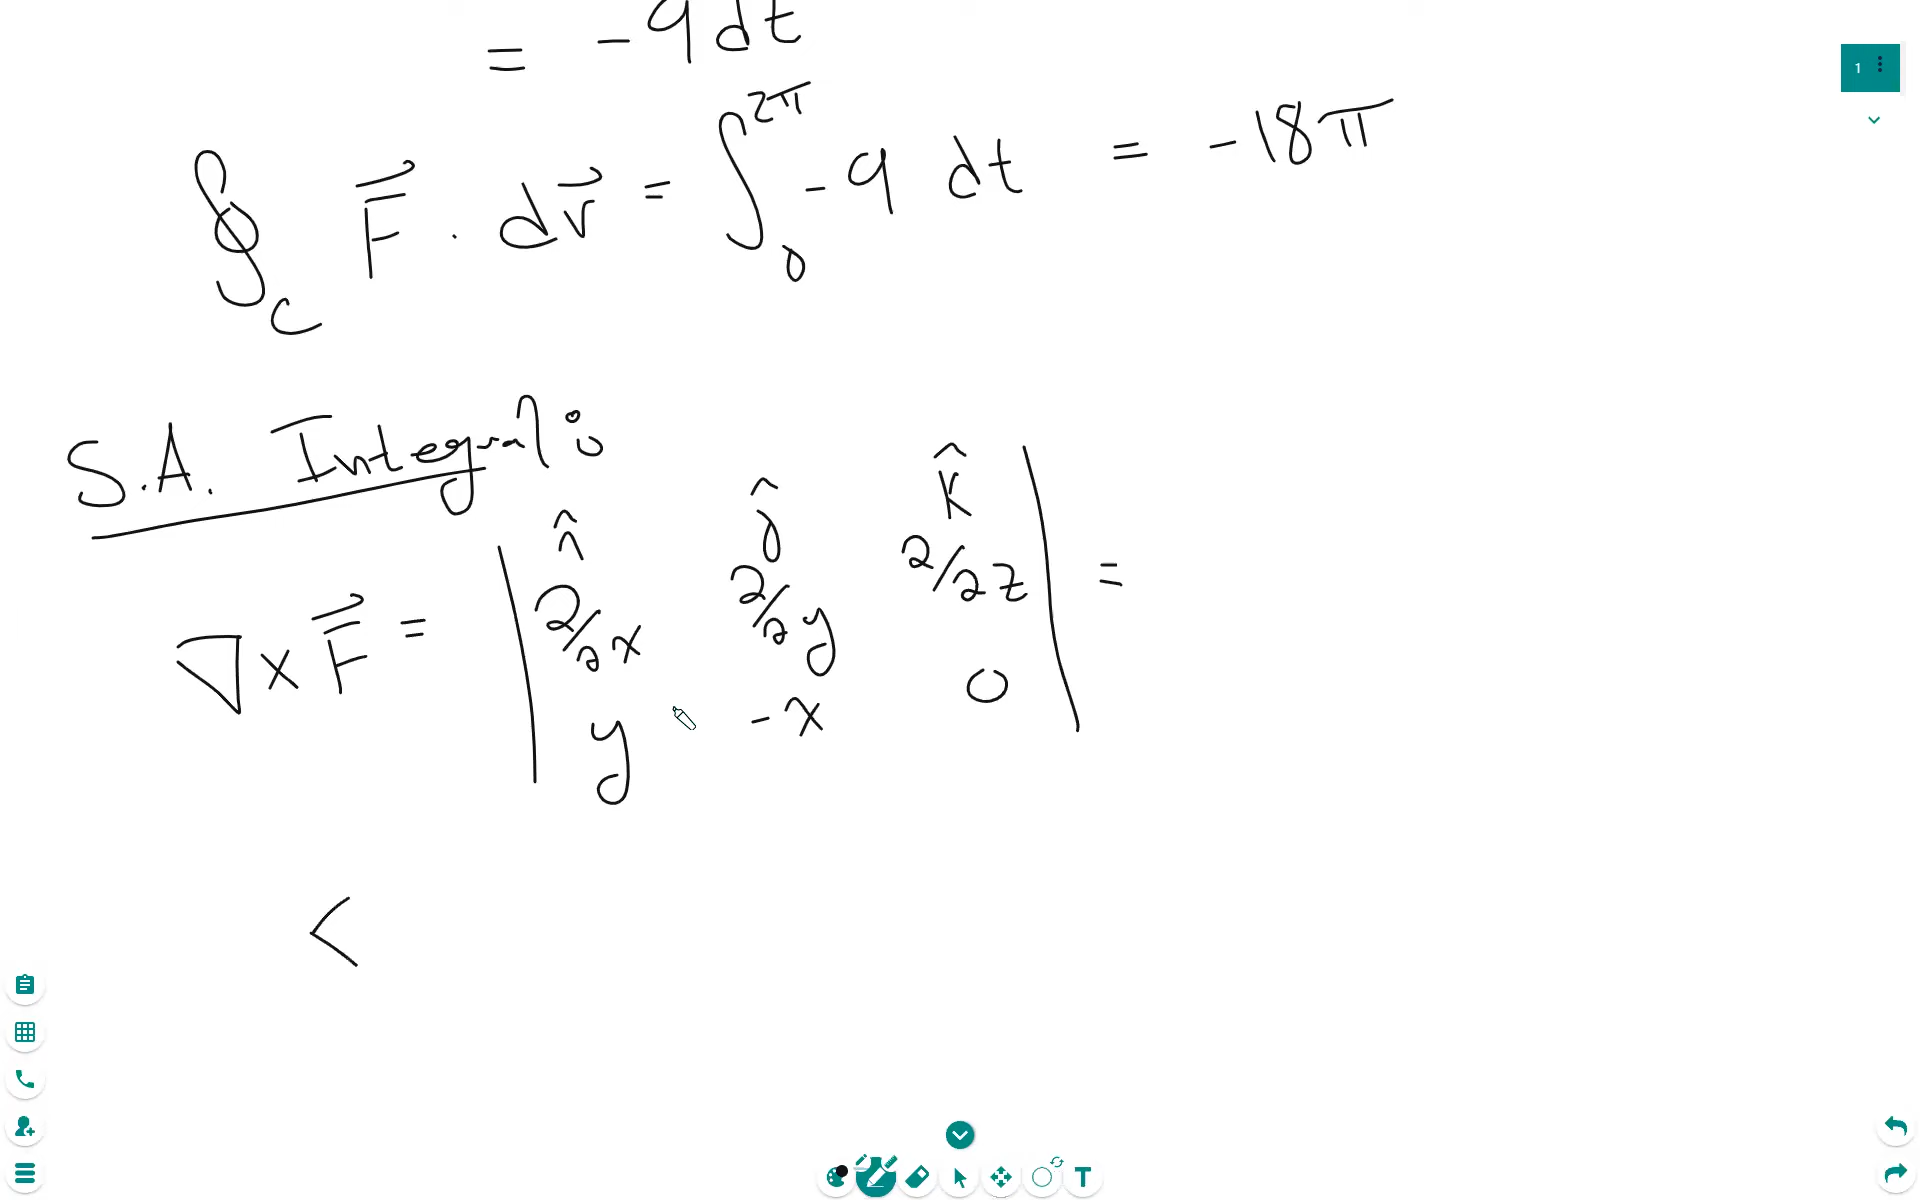 = -9 dt
∮_C F⃗ · dr⃗ = ∫_0^{2π} -9 dt = -18π
S.A. Integral:
∇ × F⃗ = | î ĵ k̂ ; ∂/∂x ∂/∂y ∂/∂z ; y -x 0 | =
<
1
T